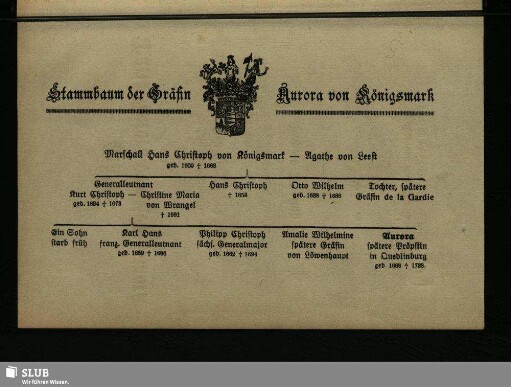 Stammbaum der Gräfin Aurora von Königsmark
Marschall Hans Christoph von Königsmark — Agathe von Leest
geb. 1600 † 1663
Generalleutnant
Kurt Christoph — Christine Maria
geb. 1634 † 1673 von Wrangel
† 1691
Hans Christoph
† 1653
Otto Wilhelm
geb. 1639 † 1688
Tochter, spätere
Gräfin de la Gardie
Ein Sohn
starb früh
Karl Hans
franz. Generalleutnant
geb. 1659 † 1686
Philipp Christoph
sächs. Generalmajor
geb. 1662 † 1694
Amalie Wilhelmine
spätere Gräfin
von Löwenhaupt
Aurora
spätere Pröpstin
in Quedlinburg
geb. 1668 † 1728.
SLUB
Wir führen Wissen.